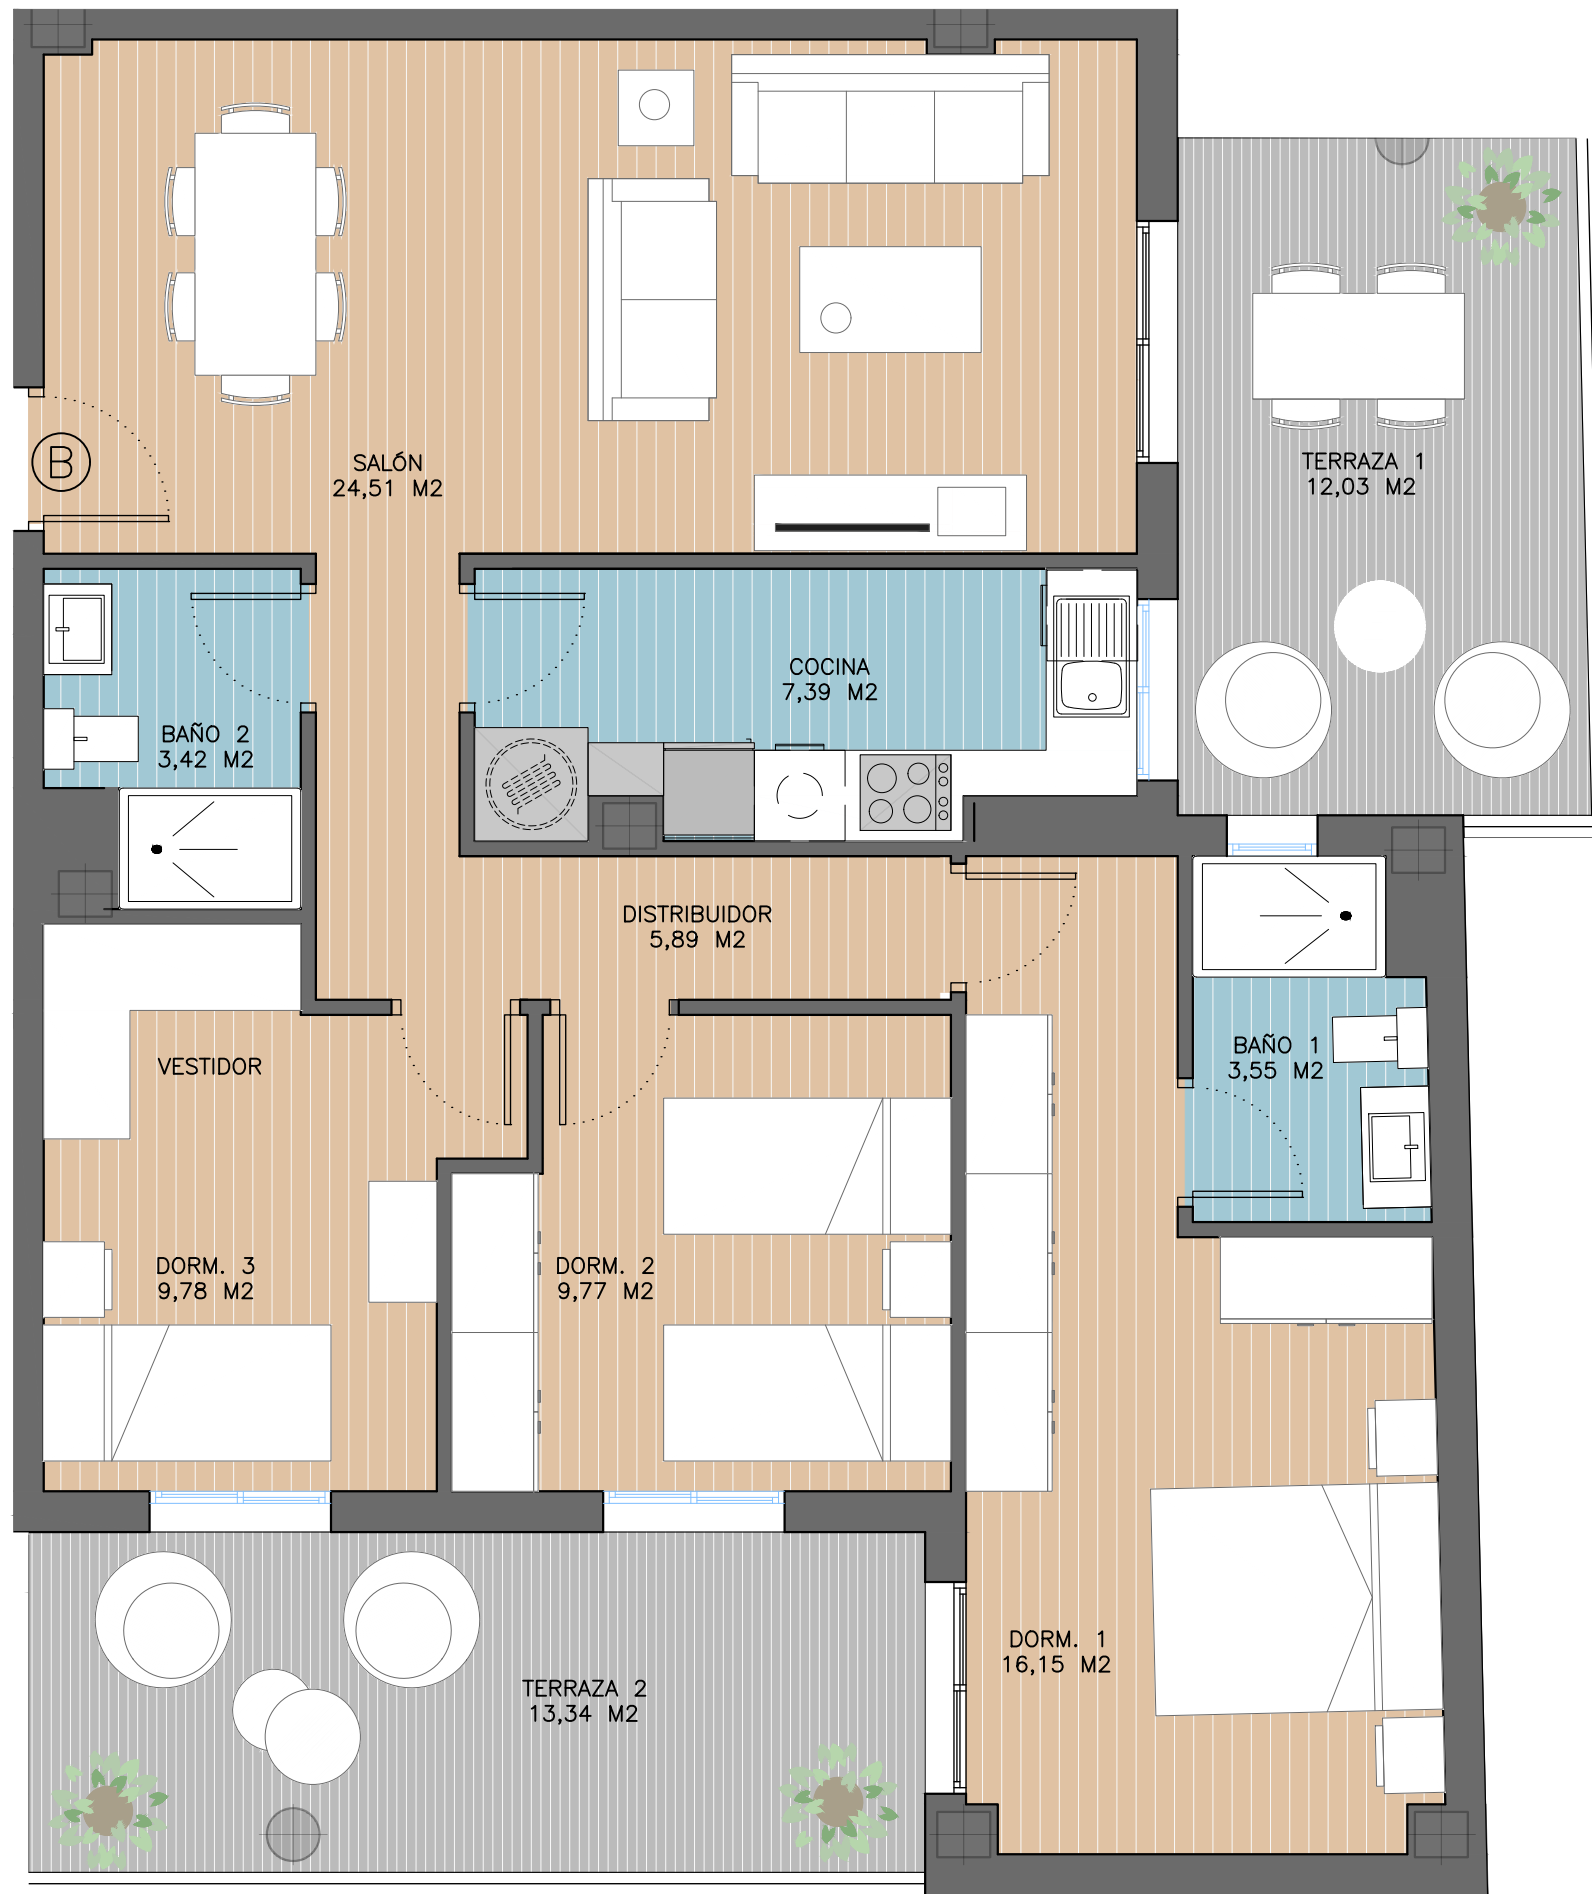 B
SALÓN
24,51 M2
TERRAZA 1
12,03 M2
COCINA
7,39 M2
BAÑO 2
3,42 M2
DISTRIBUIDOR
5,89 M2
BAÑO 1
3,55 M2
VESTIDOR
DORM. 3
9,78 M2
DORM. 2
9,77 M2
DORM. 1
16,15 M2
TERRAZA 2
13,34 M2